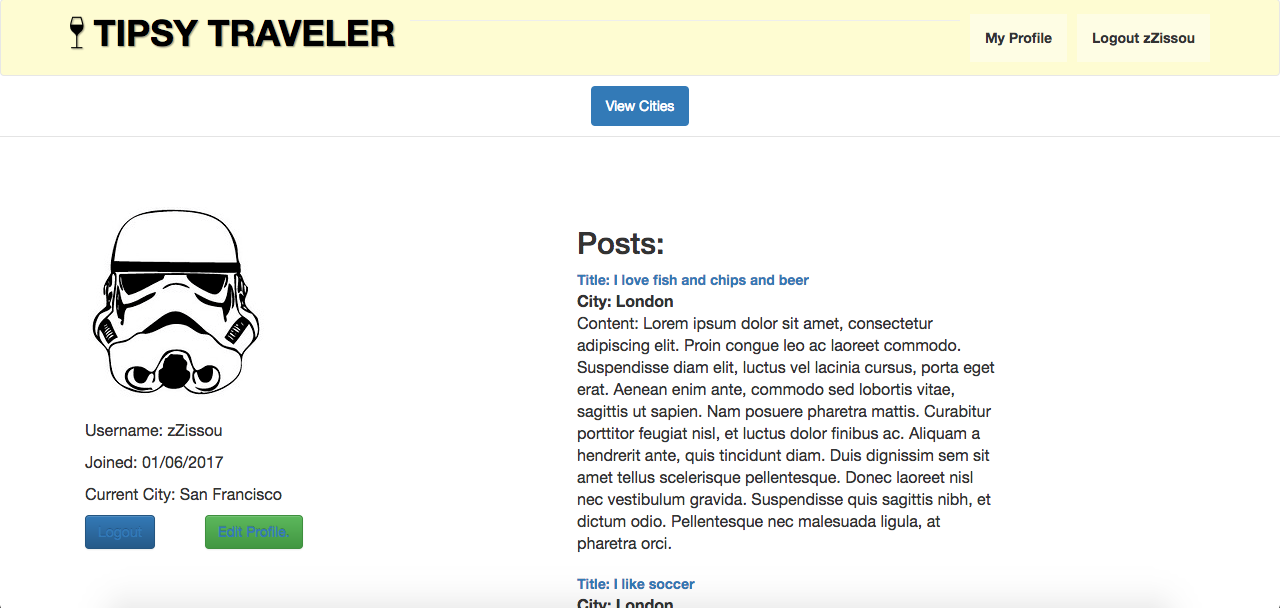 TIPSY TRAVELER
My Profile
Logout zZissou
View Cities
Username: zZissou
Joined: 01/06/2017
Current City: San Francisco
Logout
Edit Profile.
Posts:
Title: I love fish and chips and beer
City: London
Content: Lorem ipsum dolor sit amet, consectetur
adipiscing elit. Proin congue leo ac laoreet commodo.
Suspendisse diam elit, luctus vel lacinia cursus, porta eget
erat. Aenean enim ante, commodo sed lobortis vitae,
sagittis ut sapien. Nam posuere pharetra mattis. Curabitur
porttitor feugiat nisl, et luctus dolor finibus ac. Aliquam a
hendrerit ante, quis tincidunt diam. Duis dignissim sem sit
amet tellus scelerisque pellentesque. Donec laoreet nisl
nec vestibulum gravida. Suspendisse quis sagittis nibh, et
dictum odio. Pellentesque nec malesuada ligula, at
pharetra orci.
Title: I like soccer
City: London